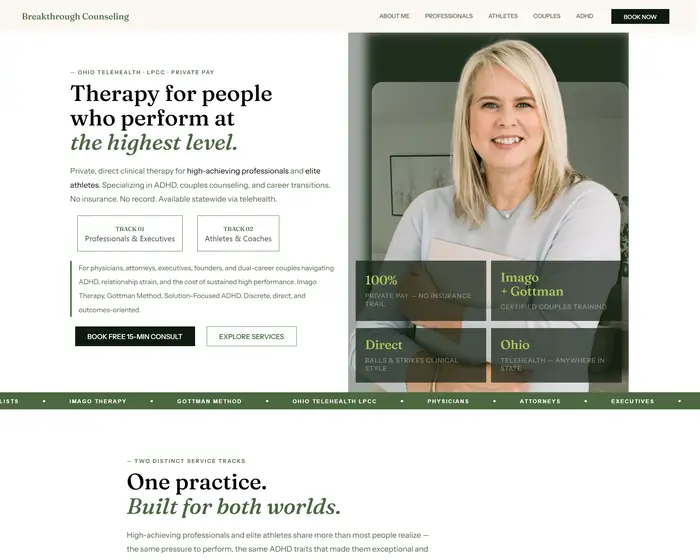 Breakthrough Counseling
ABOUT ME
PROFESSIONALS
ATHLETES
COUPLES
ADHD
BOOK NOW
— OHIO TELEHEALTH · LPCC · PRIVATE PAY
Therapy for people
who perform at
the highest level.
Private, direct clinical therapy for high-achieving professionals and elite
athletes. Specializing in ADHD, couples counseling, and career transitions.
No insurance. No record. Available statewide via telehealth.
TRACK 01
Professionals & Executives
TRACK 02
Athletes & Coaches
For physicians, attorneys, executives, founders, and dual-career couples navigating
ADHD, relationship strain, and the cost of sustained high performance. Imago
Therapy, Gottman Method, Solution-Focused ADHD. Discrete, direct, and
outcomes-oriented.
BOOK FREE 15-MIN CONSULT
EXPLORE SERVICES
100%
PRIVATE PAY — NO INSURANCE
TRAIL
Imago
+ Gottman
CERTIFIED COUPLES TRAINING
Direct
BALLS & STRIKES CLINICAL
STYLE
Ohio
TELEHEALTH — ANYWHERE IN
STATE
LISTS • IMAGO THERAPY • GOTTMAN METHOD • OHIO TELEHEALTH LPCC • PHYSICIANS • ATTORNEYS • EXECUTIVES •
— TWO DISTINCT SERVICE TRACKS
One practice.
Built for both worlds.
High-achieving professionals and elite athletes share more than most people realize —
the same pressure to perform, the same ADHD traits that made them exceptional and